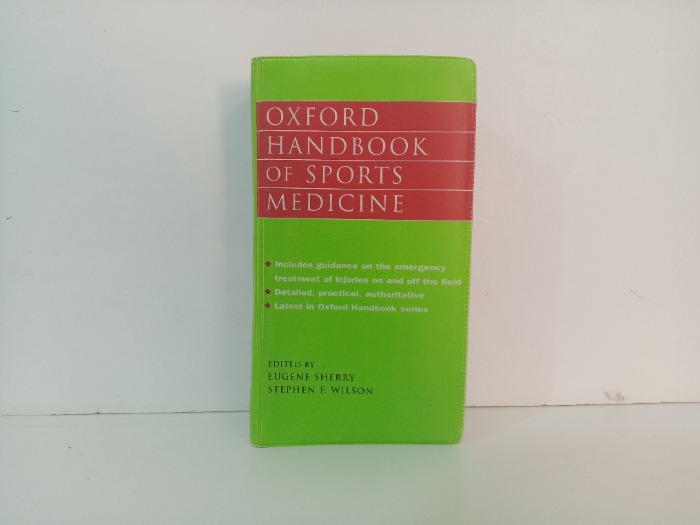 OXFORD
HANDBOOK
OF SPORTS
MEDICINE
Includes guidance on the emergency
treatment of injuries on and off the field
Detailed, practical, authoritative
Latest in Oxford Handbook series
EDITED BY
EUGENE SHERRY
STEPHEN F. WILSON